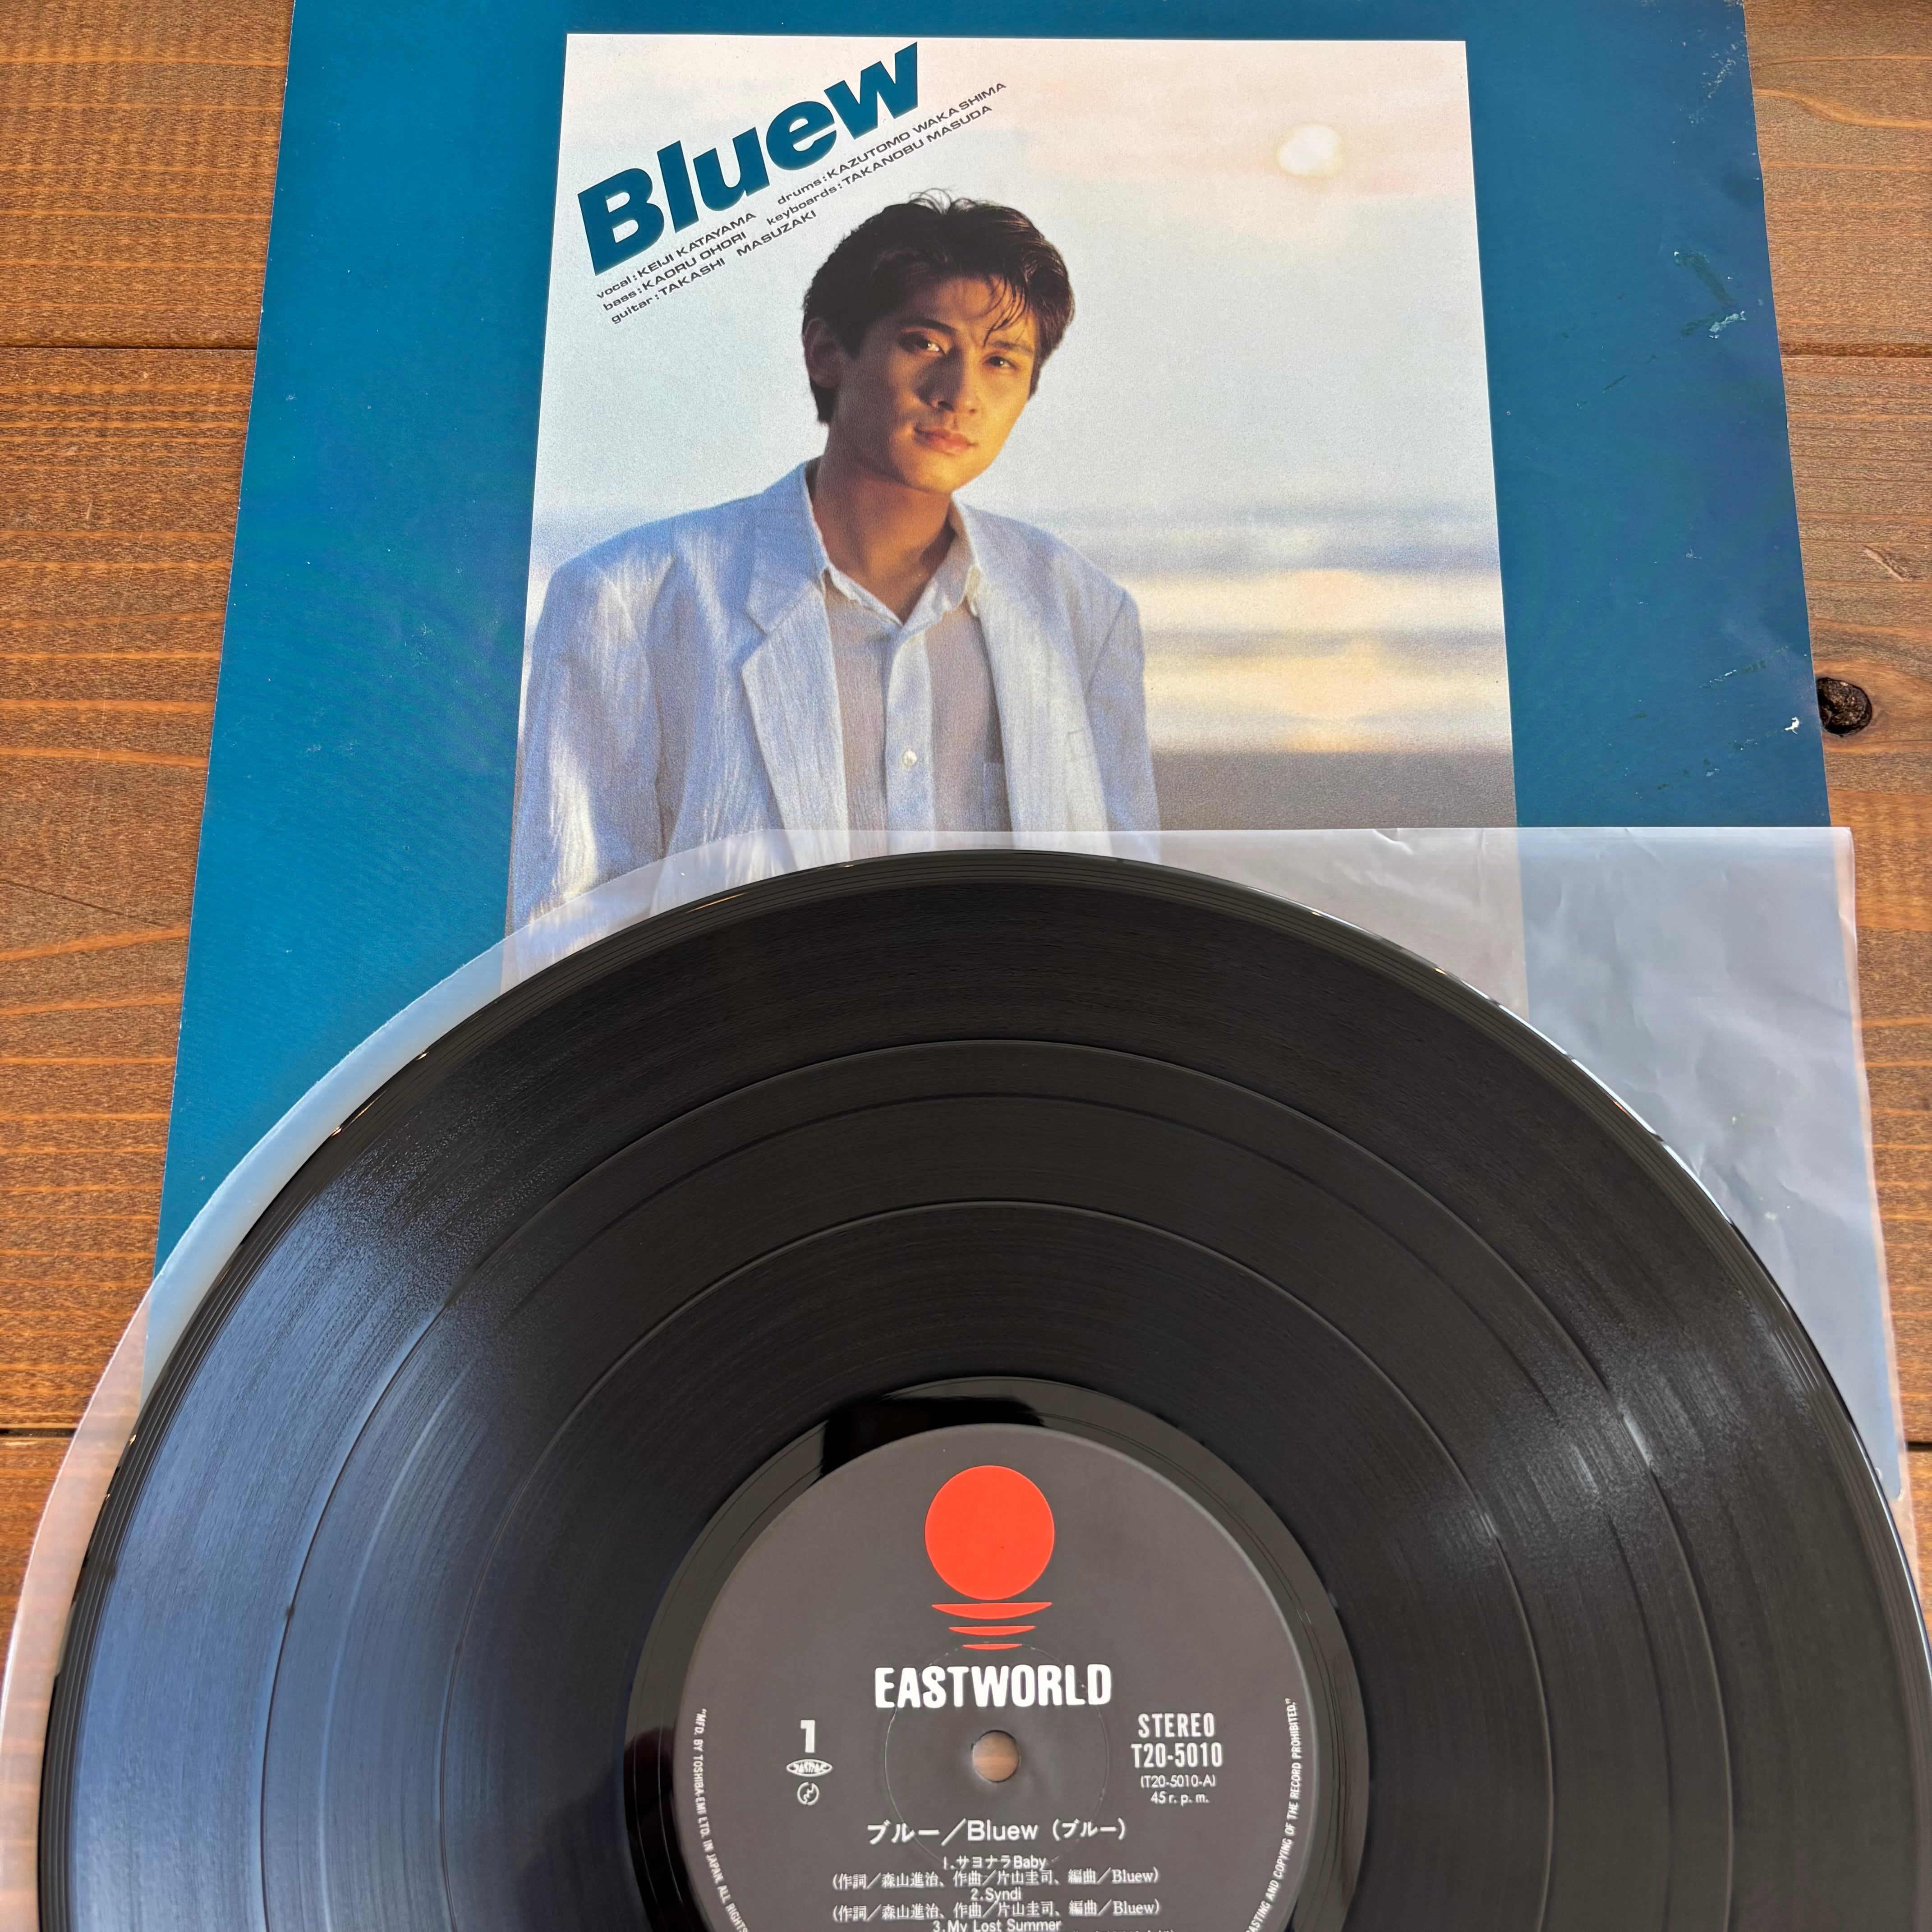 Bluew
vocal:KEIJI KATAYAMA drums:KAZUTOMO WAKASHIMA
bass:KAORU OHORI keyboards:TAKANOBU MASUDA
guitar:TAKASHI MASUZAKI
EASTWORLD
1
STEREO
T20-5010
(T20-5010-A)
45 r. p. m.
ブルー／Bluew（ブルー）
1.サヨナラBaby
(作詞／森山進治、作曲／片山圭司、編曲／Bluew)
2.Syndi
(作詞／森山進治、作曲／片山圭司、編曲／Bluew)
3.My Lost Summer
"MFD. BY TOSHIBA-EMI LTD. IN JAPAN. ALL RIGHTS
CASTING AND COPYING OF THE RECORD PROHIBITED."